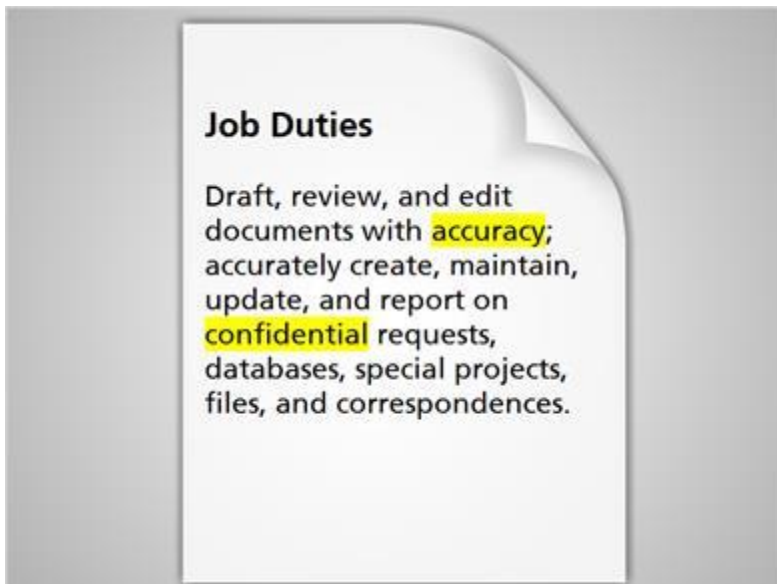 Job Duties
Draft, review, and edit
documents with accuracy;
accurately create, maintain,
update, and report on
confidential requests,
databases, special projects,
files, and correspondences.